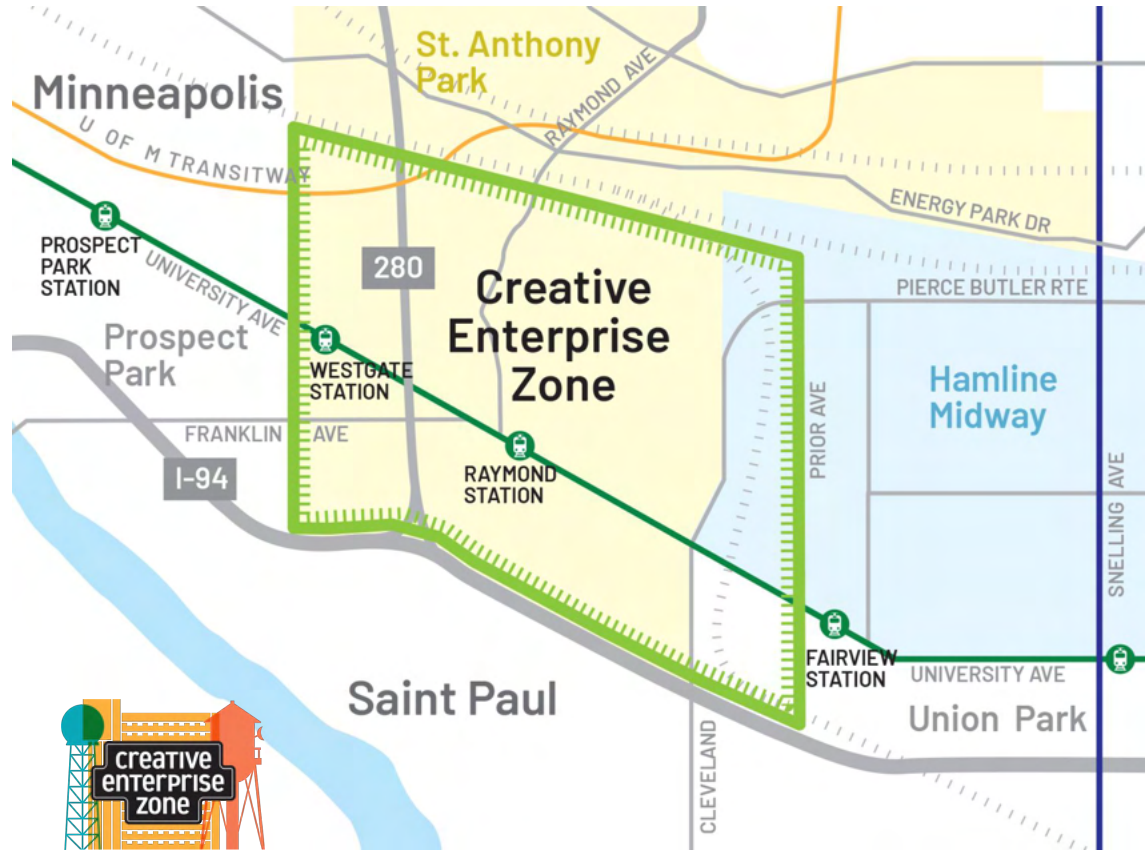 St. Anthony
Park
Minneapolis
RAYMOND AVE
U OF M TRANSITWAY
ENERGY PARK DR
PROSPECT
PARK
STATION
UNIVERSITY AVE
280
Creative
Enterprise
Zone
PIERCE BUTLER RTE
Prospect
Park
WESTGATE
STATION
Hamline
Midway
PRIOR AVE
FRANKLIN AVE
I-94
RAYMOND
STATION
SNELLING AVE
FAIRVIEW
STATION
UNIVERSITY AVE
Saint Paul
Union Park
CLEVELAND
creative
enterprise
zone